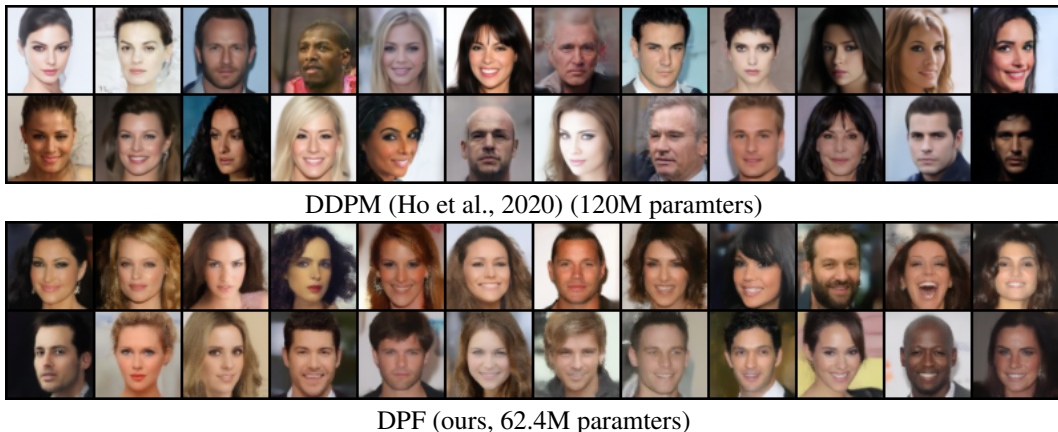 DDPM (Ho et al., 2020) (120M paramters)
DPF (ours, 62.4M paramters)